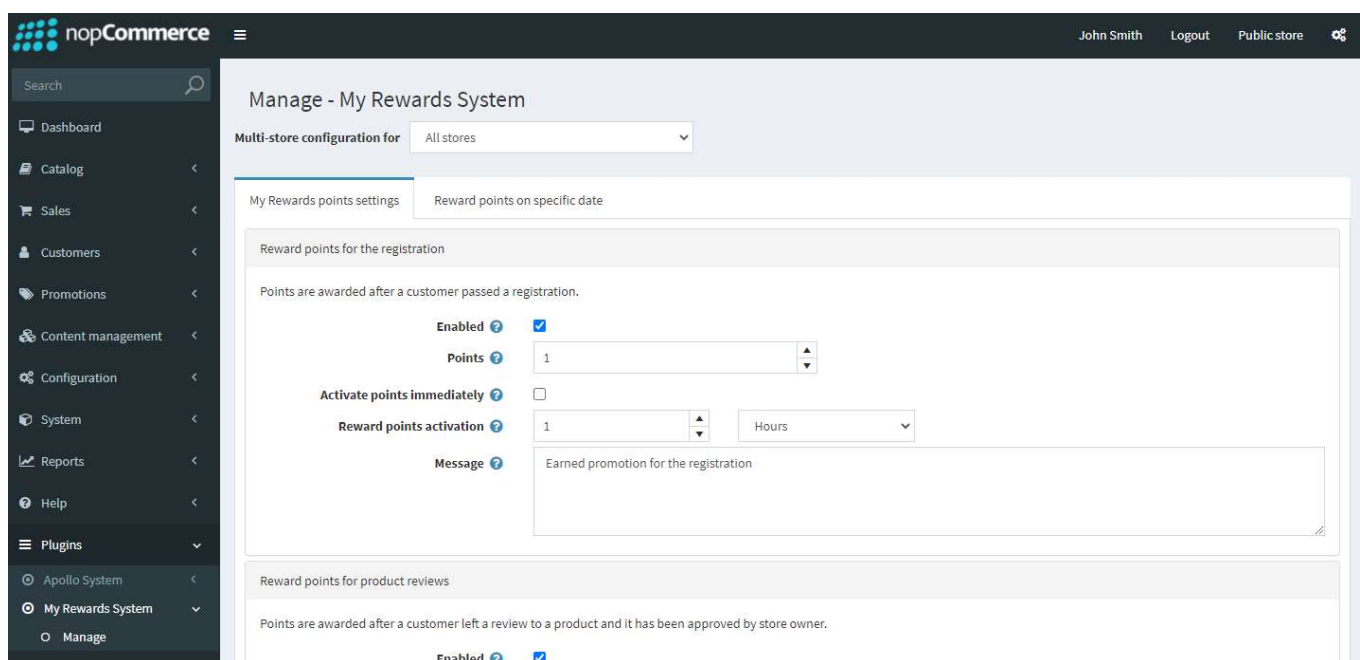 nopCommerce
John Smith Logout Public store
Search
Dashboard
Catalog
Sales
Customers
Promotions
Content management
Configuration
System
Reports
Help
Plugins
Apollo System
My Rewards System
Manage
Manage - My Rewards System
Multi-store configuration for All stores
My Rewards points settings Reward points on specific date
Reward points for the registration
Points are awarded after a customer passed a registration.
Enabled ?
Points ? 1
Activate points immediately ?
Reward points activation ? 1 Hours
Message ? Earned promotion for the registration
Reward points for product reviews
Points are awarded after a customer left a review to a product and it has been approved by store owner.
Enabled ?